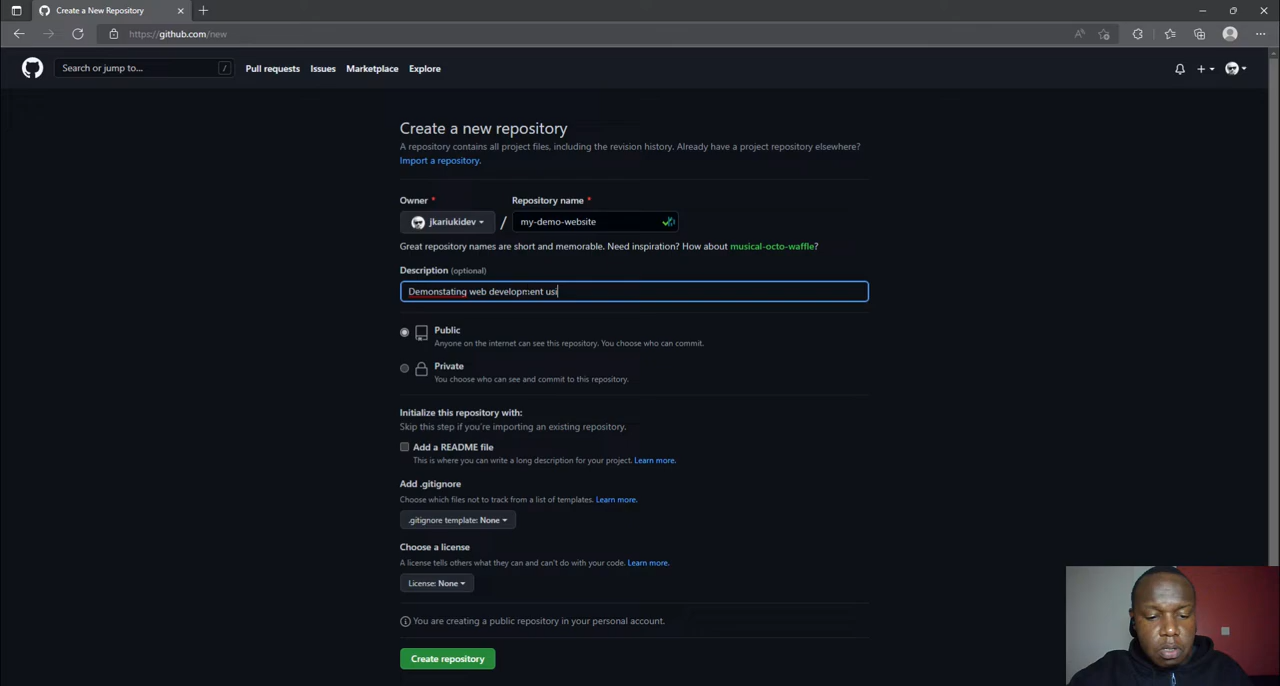 Create a New Repository
https://github.com/new
Search or jump to... /
Pull requests Issues Marketplace Explore
Create a new repository
A repository contains all project files, including the revision history. Already have a project repository elsewhere?
Import a repository.
Owner * Repository name *
jkariukidev / my-demo-website
Great repository names are short and memorable. Need inspiration? How about musical-octo-waffle?
Description (optional)
Demonstating web development usi
Public
Anyone on the internet can see this repository. You choose who can commit.
Private
You choose who can see and commit to this repository.
Initialize this repository with:
Skip this step if you're importing an existing repository.
Add a README file
This is where you can write a long description for your project. Learn more.
Add .gitignore
Choose which files not to track from a list of templates. Learn more.
.gitignore template: None
Choose a license
A license tells others what they can and can't do with your code. Learn more.
License: None
You are creating a public repository in your personal account.
Create repository